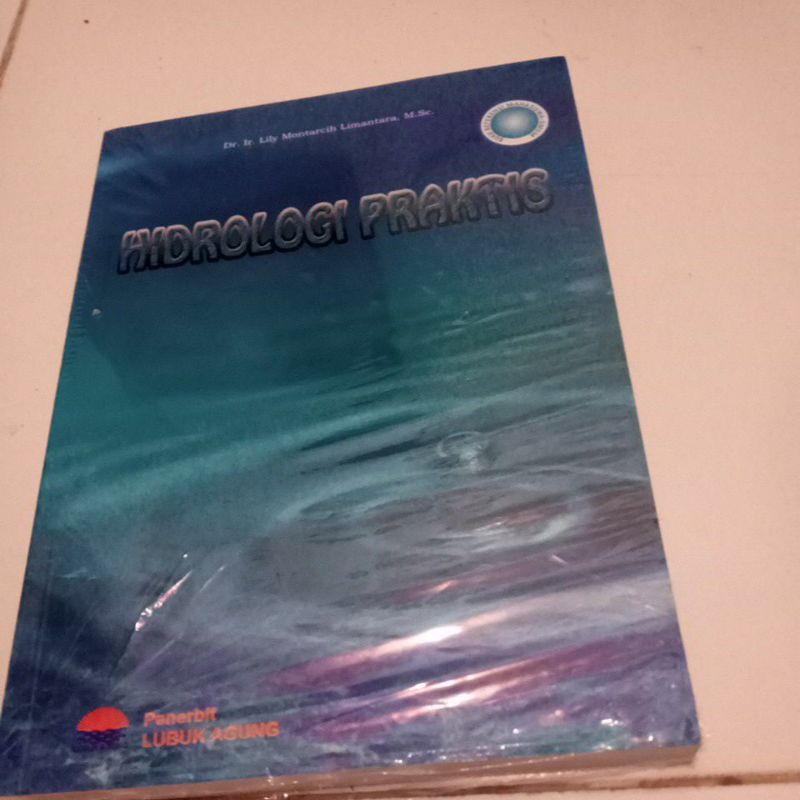 Dr. Ir. Lily Montarcih Limantara, M.Sc.
HIDROLOGI PRAKTIS
Penerbit
LUBUK AGUNG